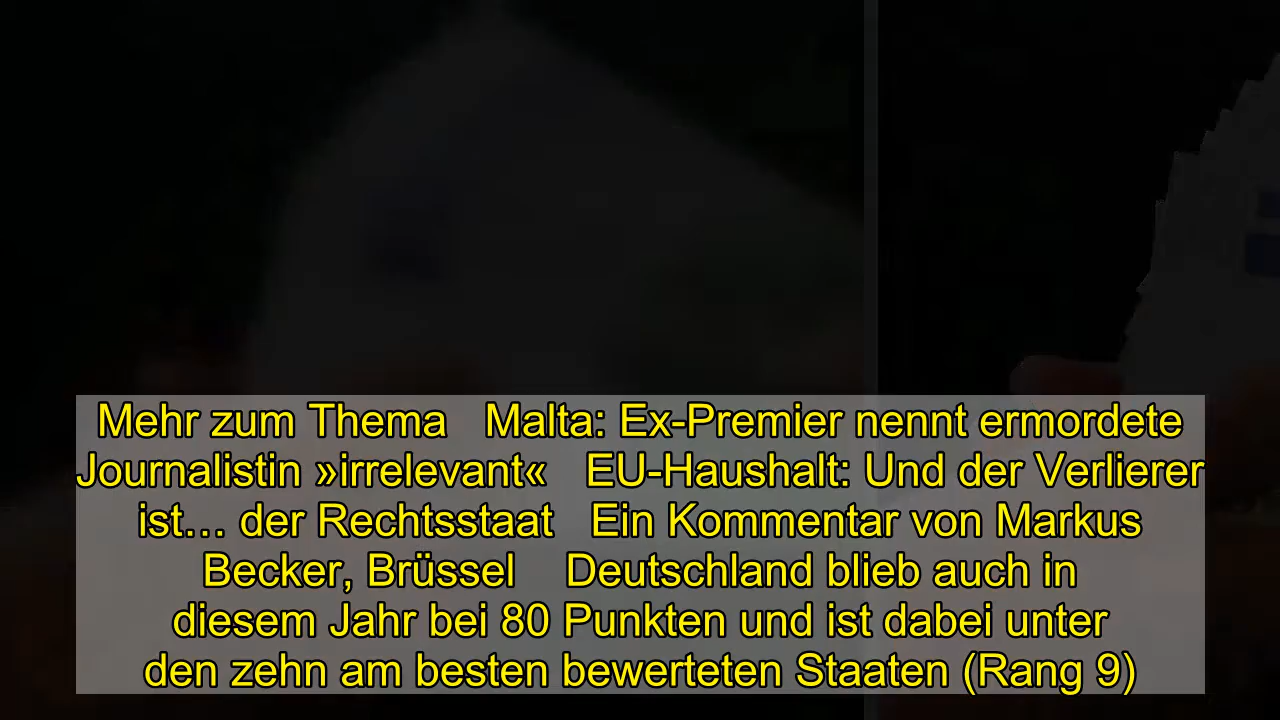 Mehr zum Thema   Malta: Ex-Premier nennt ermordete
Journalistin »irrelevant«   EU-Haushalt: Und der Verlierer
ist… der Rechtsstaat   Ein Kommentar von Markus
Becker, Brüssel    Deutschland blieb auch in
diesem Jahr bei 80 Punkten und ist dabei unter
den zehn am besten bewerteten Staaten (Rang 9)